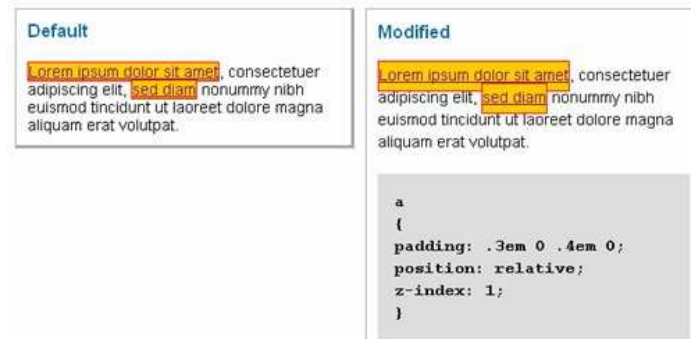 Default
Lorem ipsum dolor sit amet, consectetuer
adipiscing elit, sed diam nonummy nibh
euismod tincidunt ut laoreet dolore magna
aliquam erat volutpat.
Modified
Lorem ipsum dolor sit amet, consectetuer
adipiscing elit, sed diam nonummy nibh
euismod tincidunt ut laoreet dolore magna
aliquam erat volutpat.
a
{
padding: .3em 0 .4em 0;
position: relative;
z-index: 1;
}